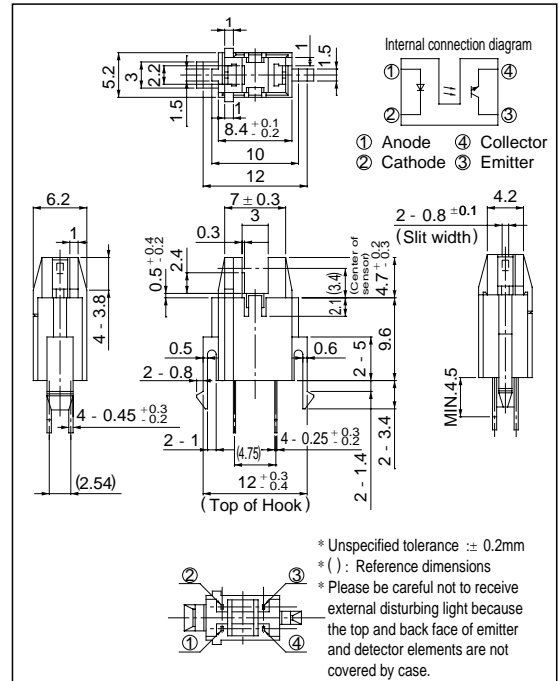 1
1
1.5
5.2
3
2.2
1.5
1
8.4 +0.1 -0.2
10
12
Internal connection diagram
① ④
② ③
① Anode ④ Collector
② Cathode ③ Emitter
6.2
1
4 - 3.8
4 - 0.45 +0.3 -0.2
(2.54)
7 ± 0.3
3
0.3
0.5 +0.4 -0.2
2.4
2.1
(3.4)
(Center of
sensor)
4.7 +0.2 -0.3
9.6
0.5
0.6
2 - 5
2 - 0.8
2 - 1
(4.75)
4 - 0.25 +0.3 -0.2
2 - 1.4
2 - 3.4
12 +0.3 -0.4
( Top of Hook )
4.2
2 - 0.8 ±0.1
(Slit width)
MIN.4.5
② ③
① ④
* Unspecified tolerance :± 0.2mm
* ( ) : Reference dimensions
* Please be careful not to receive
external disturbing light because
the top and back face of emitter
and detector elements are not
covered by case.